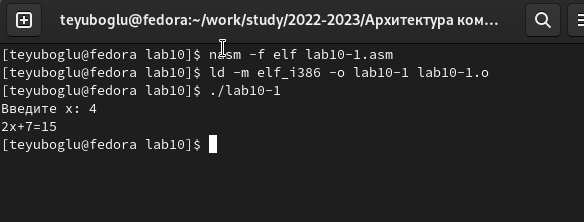 teyuboglu@fedora:~/work/study/2022-2023/Архитектура ком...
[teyuboglu@fedora lab10]$ nasm -f elf lab10-1.asm
[teyuboglu@fedora lab10]$ ld -m elf_i386 -o lab10-1 lab10-1.o
[teyuboglu@fedora lab10]$ ./lab10-1
Введите x: 4
2x+7=15
[teyuboglu@fedora lab10]$